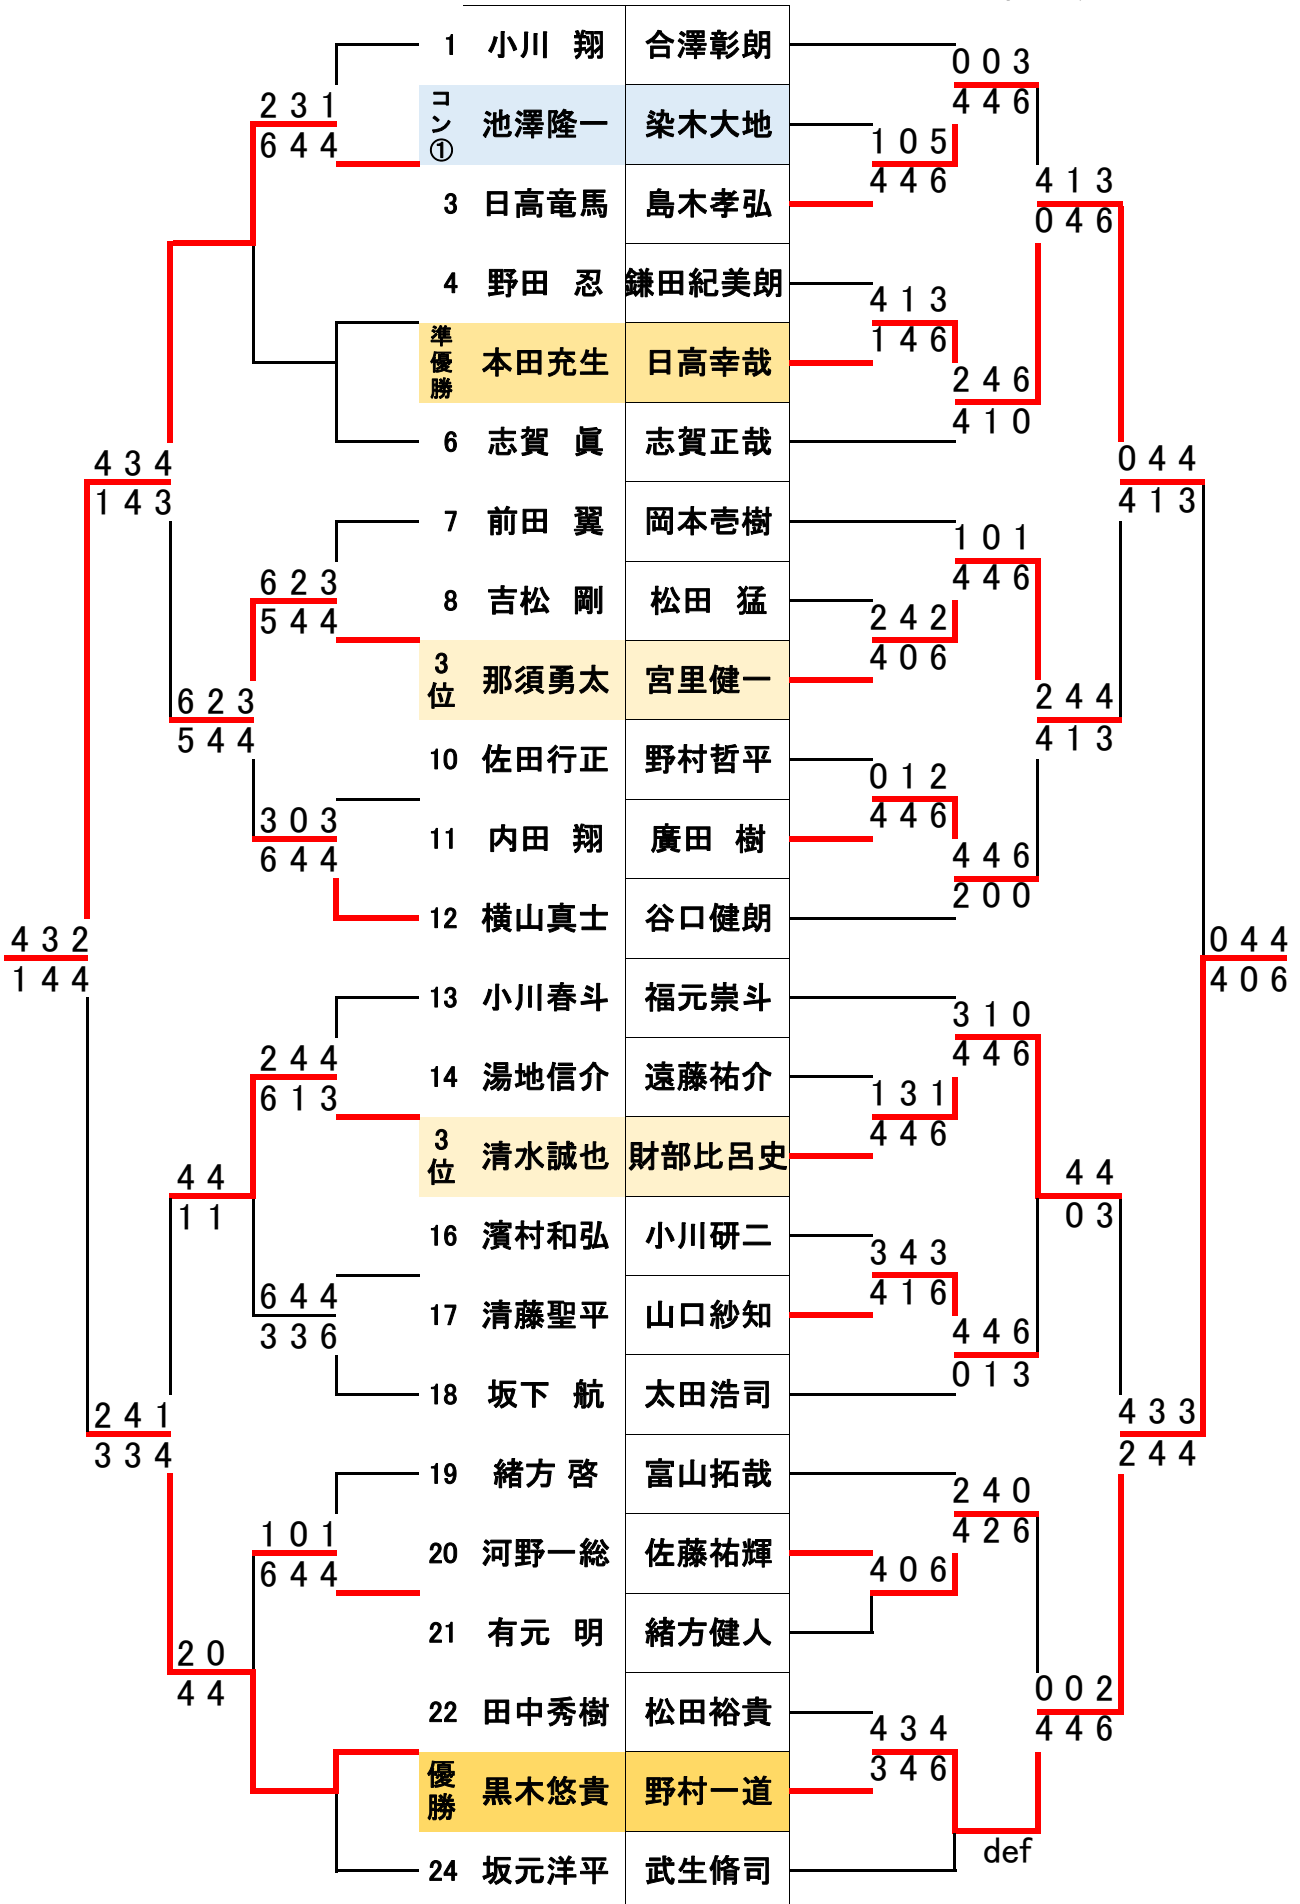 1 小川 翔 合澤彰朗
0 0 3
4 4 6
コン① 池澤隆一 染木大地
2 3 1
6 4 4
1 0 5
4 4 6
3 日高竜馬 島木孝弘
4 1 3
0 4 6
4 野田 忍 鎌田紀美朗
4 1 3
1 4 6
準優勝 本田充生 日高幸哉
2 4 6
4 1 0
6 志賀 眞 志賀正哉
4 3 4
1 4 3
0 4 4
4 1 3
7 前田 翼 岡本壱樹
1 0 1
4 4 6
8 吉松 剛 松田 猛
6 2 3
5 4 4
2 4 2
4 0 6
3位 那須勇太 宮里健一
6 2 3
5 4 4
2 4 4
4 1 3
10 佐田行正 野村哲平
0 1 2
4 4 6
11 内田 翔 廣田 樹
3 0 3
6 4 4
4 4 6
2 0 0
12 横山真士 谷口健朗
4 3 2
1 4 4
0 4 4
4 0 6
13 小川春斗 福元崇斗
3 1 0
4 4 6
14 湯地信介 遠藤祐介
2 4 4
6 1 3
1 3 1
4 4 6
3位 清水誠也 財部比呂史
4 4
1 1
4 4
0 3
16 濱村和弘 小川研二
3 4 3
4 1 6
17 清藤聖平 山口紗知
6 4 4
3 3 6
4 4 6
0 1 3
18 坂下 航 太田浩司
2 4 1
3 3 4
4 3 3
2 4 4
19 緒方 啓 富山拓哉
2 4 0
4 2 6
20 河野一総 佐藤祐輝
1 0 1
6 4 4
4 0 6
21 有元 明 緒方健人
2 0
4 4
0 0 2
4 4 6
22 田中秀樹 松田裕貴
4 3 4
3 4 6
優勝 黒木悠貴 野村一道
def
24 坂元洋平 武生脩司